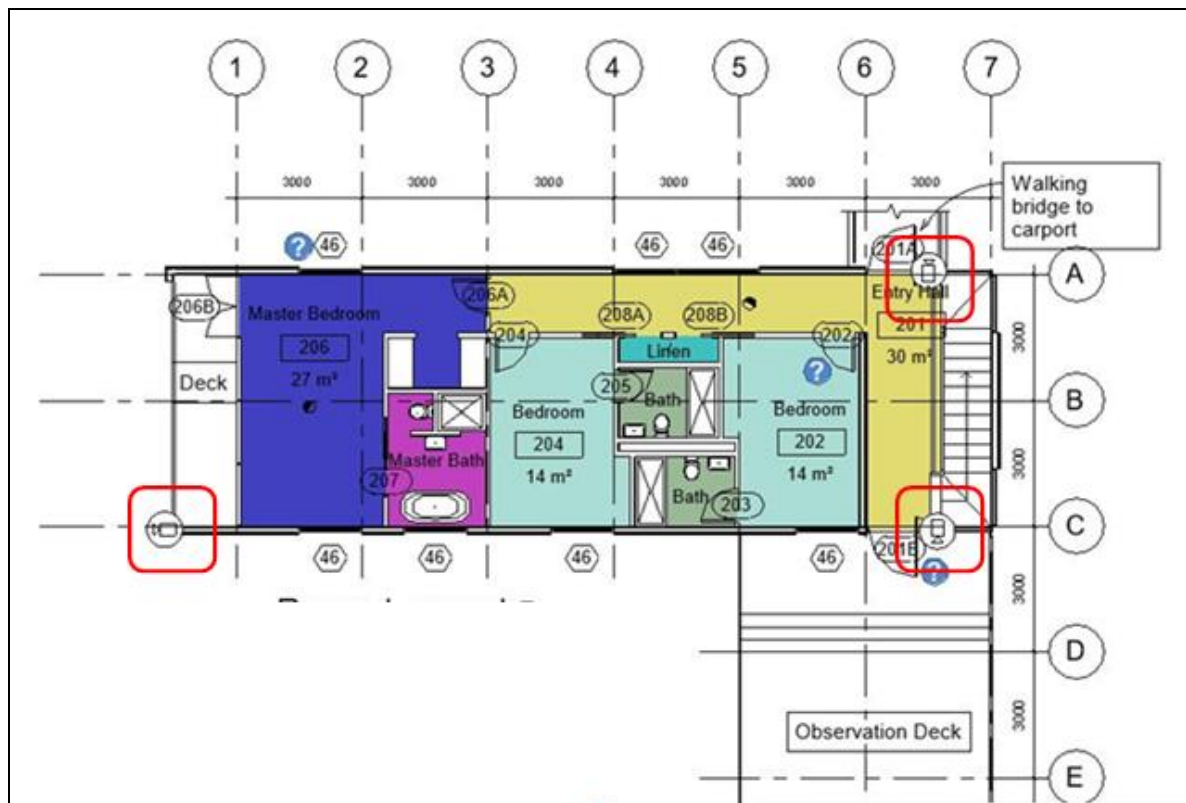 1 2 3 4 5 6 7
3000 3000 3000 3000 3000 3000
Walking
bridge to
carport
? 46 46 46 201A A
206B Master Bedroom 206A Entry Hall
204 208A 208B 202 201
206 Linen 30 m² 3000
27 m² ?
Deck 205 Bath B
Bedroom Bedroom
204 202
Master Bath 14 m² 14 m² 3000
207 Bath
203
C
46 46 46 46 201B ?
3000
D
3000
Observation Deck
E